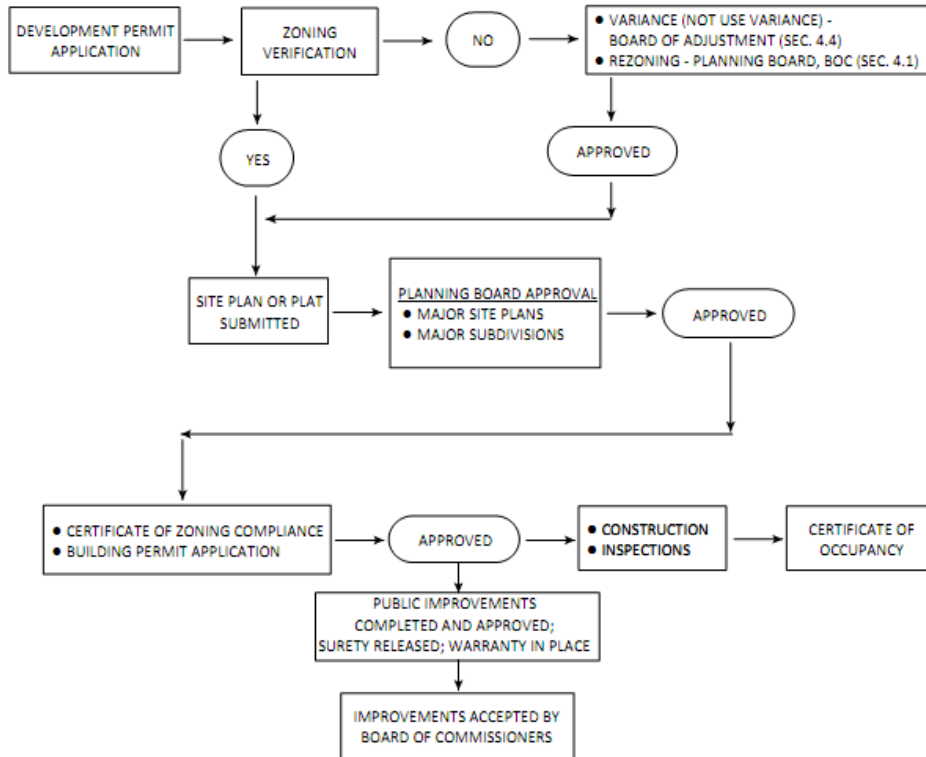 DEVELOPMENT PERMIT
APPLICATION
ZONING
VERIFICATION
NO
● VARIANCE (NOT USE VARIANCE) -
BOARD OF ADJUSTMENT (SEC. 4.4)
● REZONING - PLANNING BOARD, BOC (SEC. 4.1)
YES
APPROVED
SITE PLAN OR PLAT
SUBMITTED
PLANNING BOARD APPROVAL
● MAJOR SITE PLANS
● MAJOR SUBDIVISIONS
APPROVED
● CERTIFICATE OF ZONING COMPLIANCE
● BUILDING PERMIT APPLICATION
APPROVED
● CONSTRUCTION
● INSPECTIONS
CERTIFICATE OF
OCCUPANCY
PUBLIC IMPROVEMENTS
COMPLETED AND APPROVED;
SURETY RELEASED; WARRANTY IN PLACE
IMPROVEMENTS ACCEPTED BY
BOARD OF COMMISSIONERS